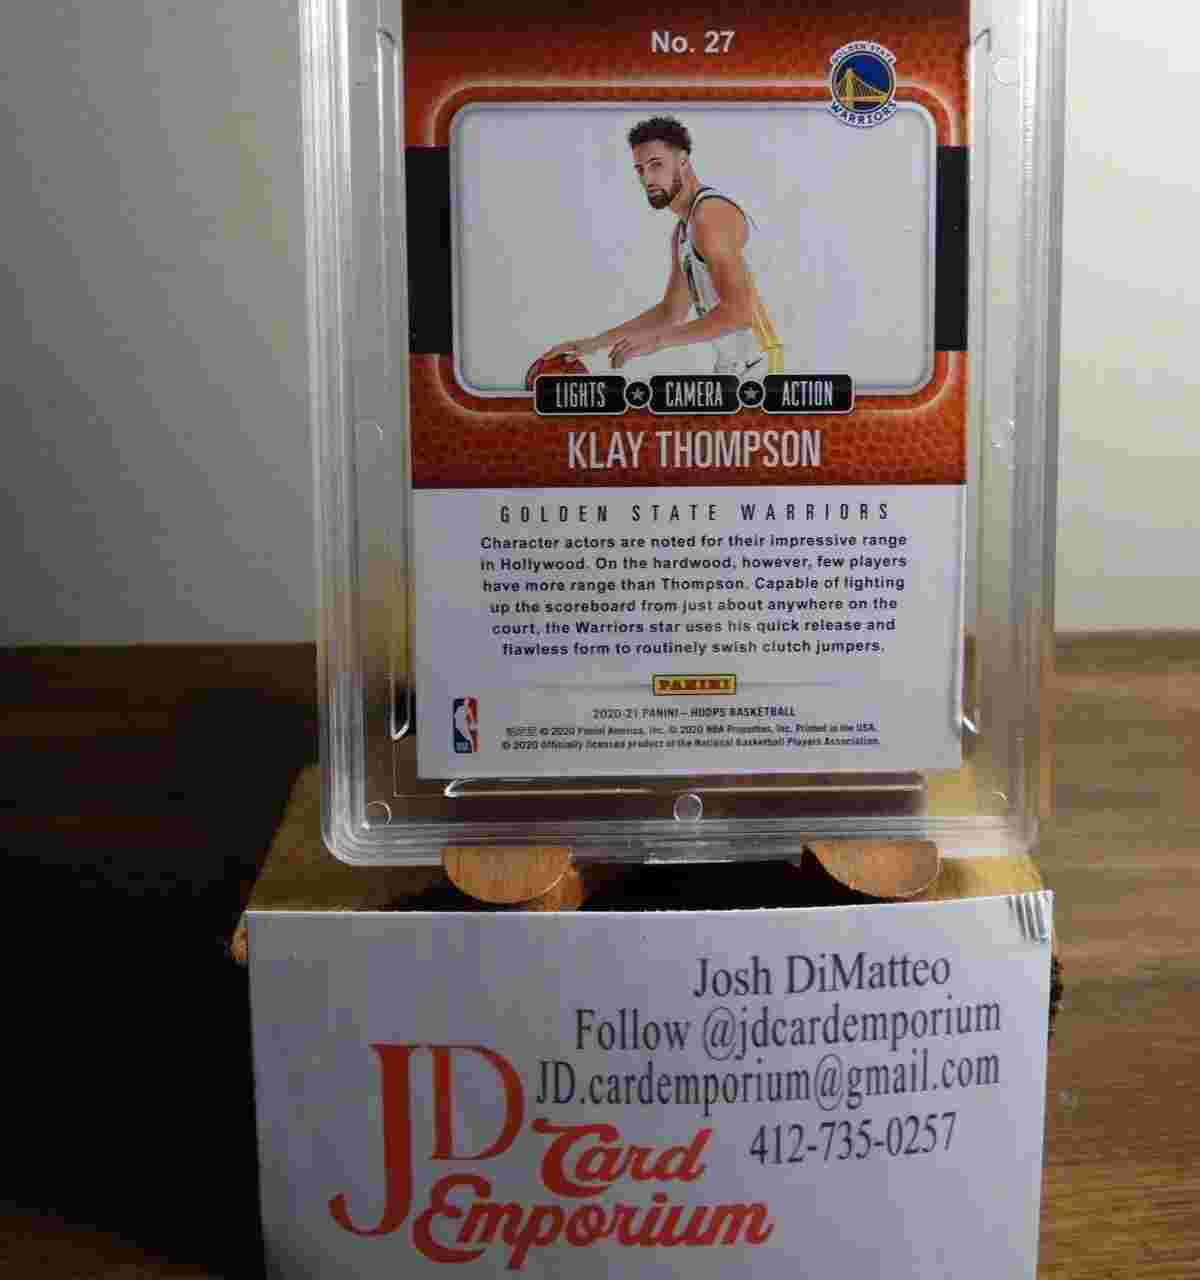 No. 27
GOLDEN STATE
WARRIORS
LIGHTS CAMERA ACTION
KLAY THOMPSON
GOLDEN STATE WARRIORS
Character actors are noted for their impressive range
in Hollywood. On the hardwood, however, few players
have more range than Thompson. Capable of lighting
up the scoreboard from just about anywhere on the
court, the Warriors star uses his quick release and
flawless form to routinely swish clutch jumpers.
PANINI
2020-21 PANINI – HOOPS BASKETBALL
© 2020 Panini America, Inc. © 2020 NBA Properties, Inc. Printed in the USA.
© 2020 Officially licensed product of the National Basketball Players Association.
Josh DiMatteo
Follow @jdcardemporium
JD.cardemporium@gmail.com
412-735-0257
JD Card
Emporium